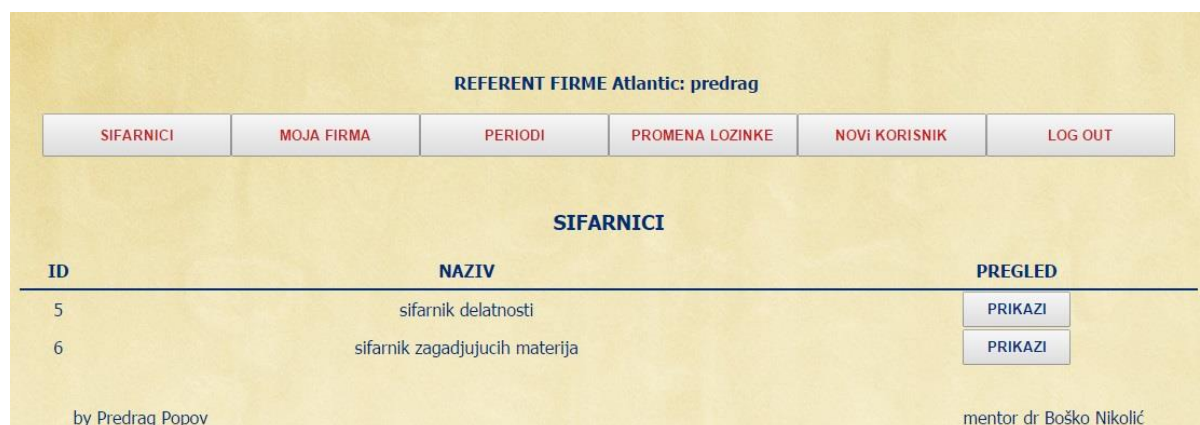 REFERENT FIRME Atlantic: predrag
SIFARNICI MOJA FIRMA PERIODI PROMENA LOZINKE NOVi KORISNIK LOG OUT
SIFARNICI
ID NAZIV PREGLED
5 sifarnik delatnosti PRIKAZI
6 sifarnik zagadjujucih materija PRIKAZI
by Predrag Popov mentor dr Boško Nikolić